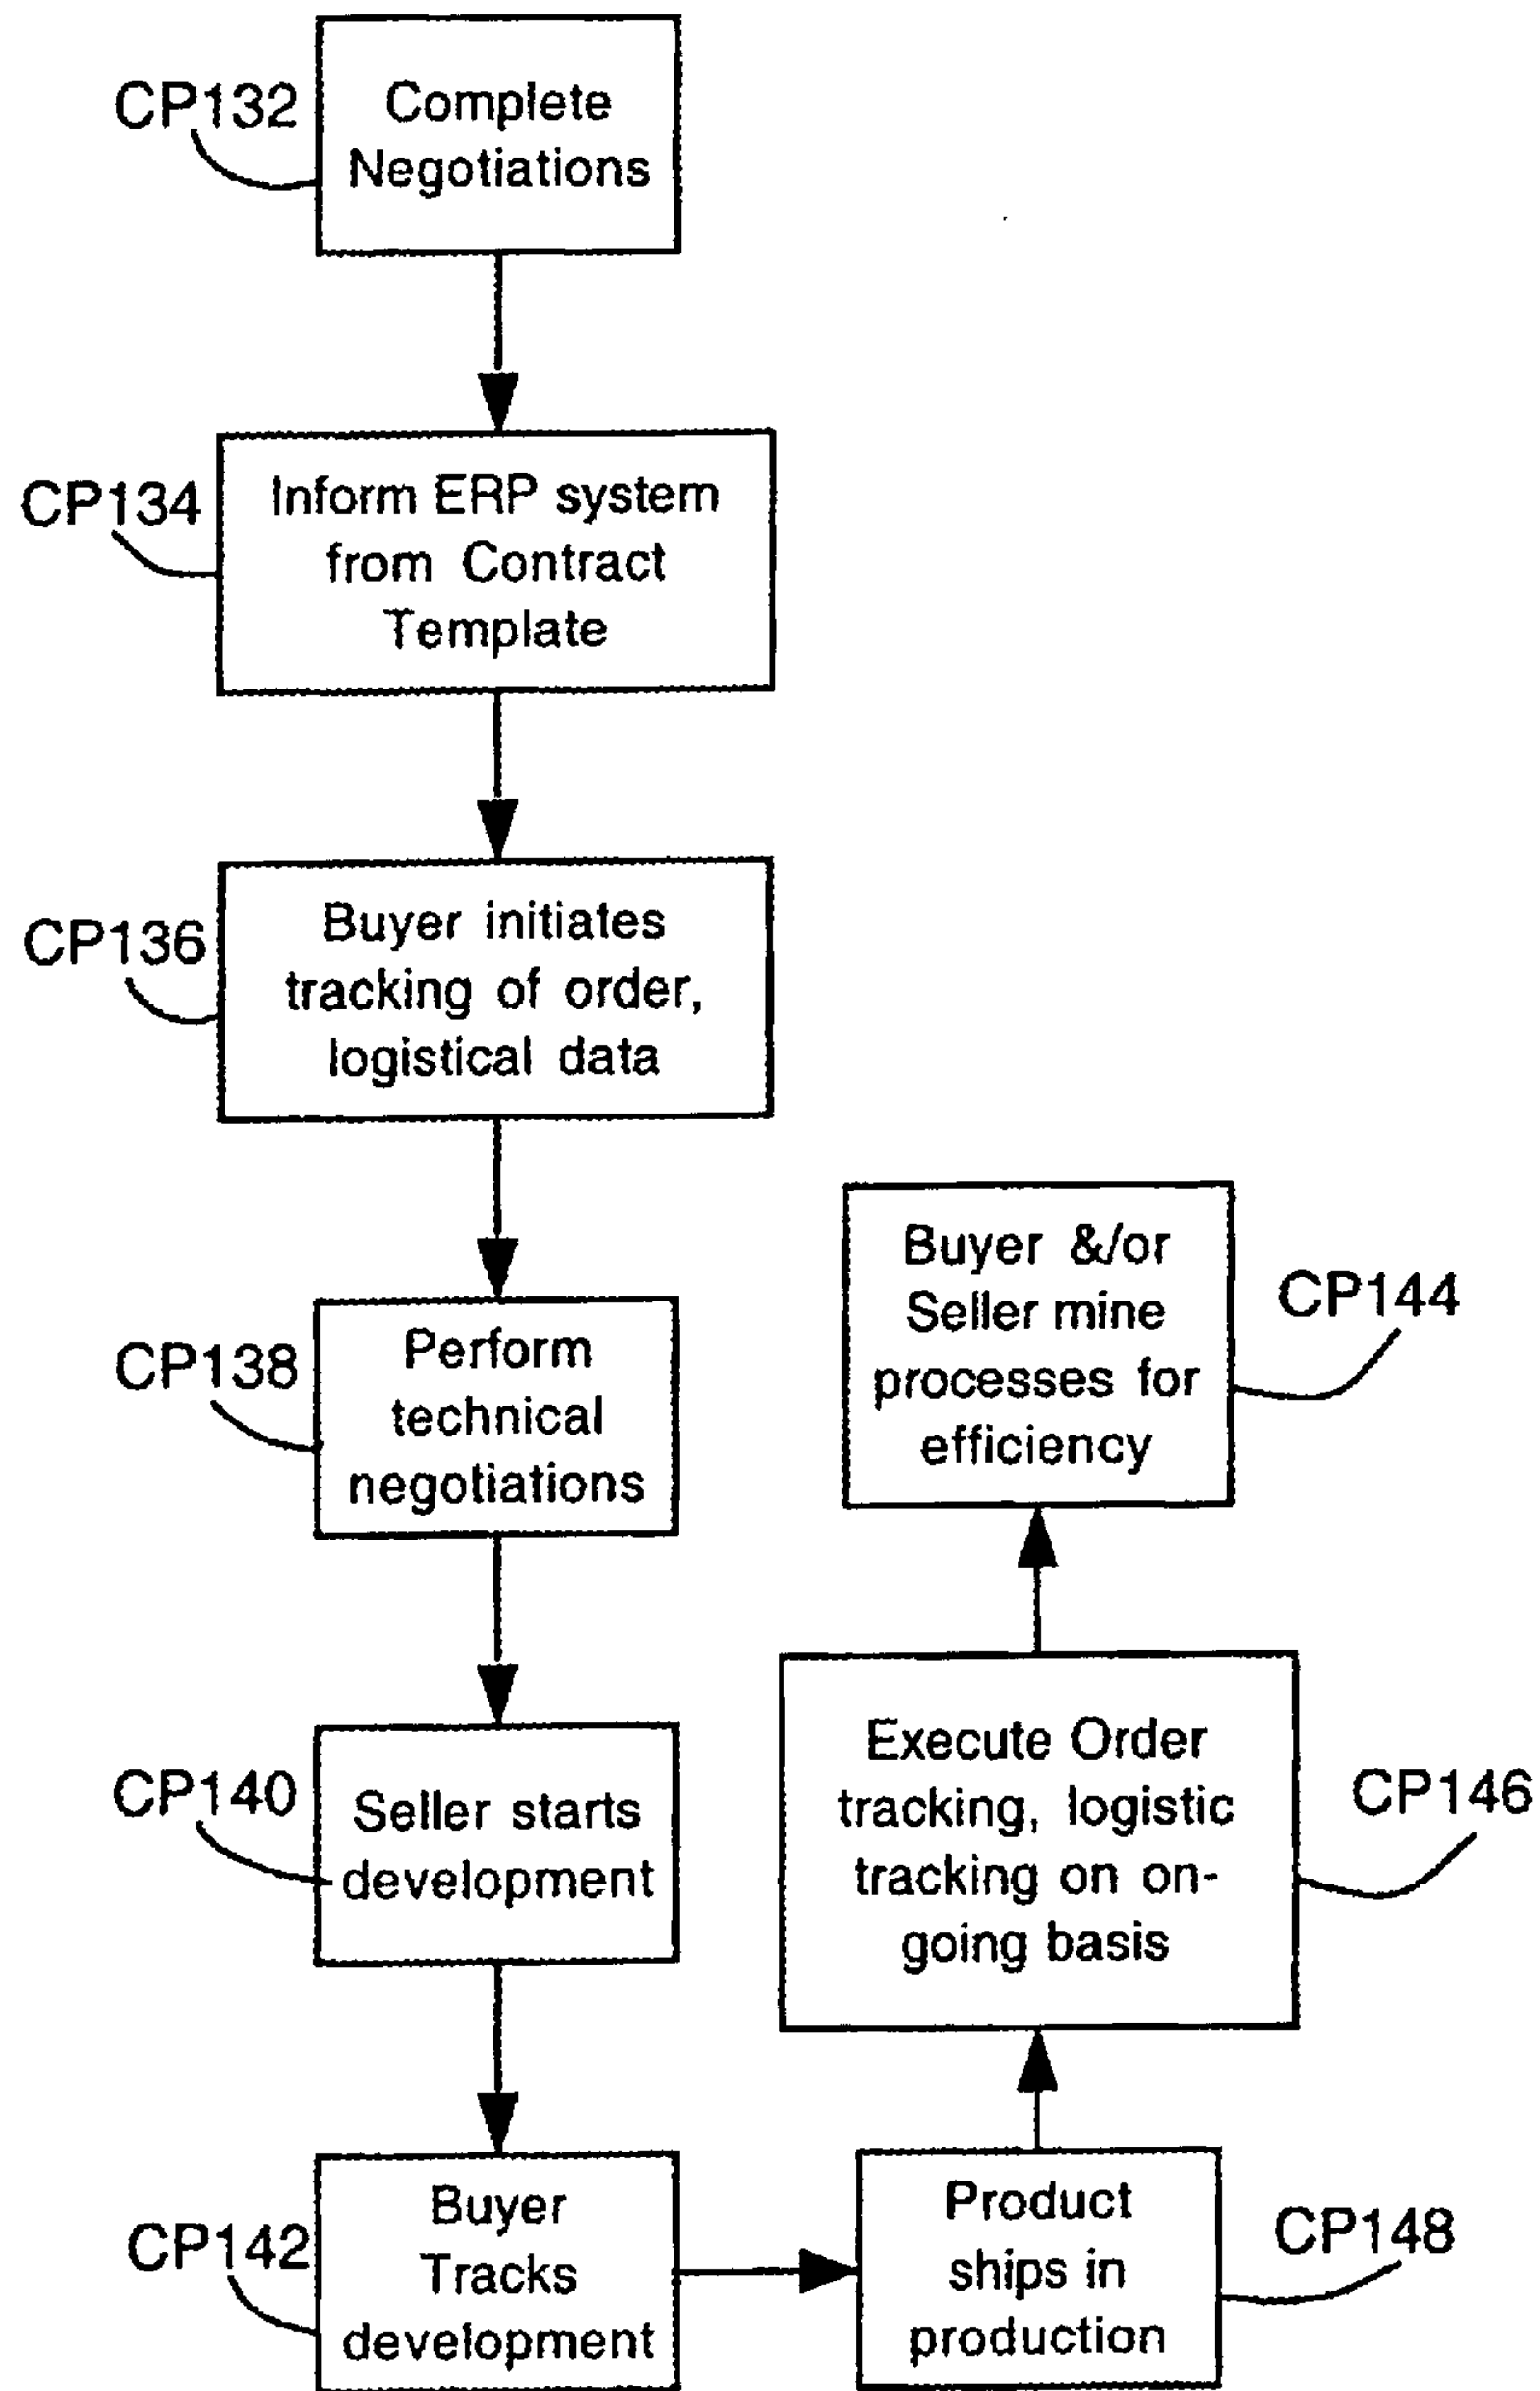 CP132
Complete
Negotiations
CP134
Inform ERP system
from Contract
Template
CP136
Buyer initiates
tracking of order,
logistical data
CP138
Perform
technical
negotiations
CP140
Seller starts
development
CP142
Buyer
Tracks
development
Product
ships in
production
CP148
Execute Order
tracking, logistic
tracking on on-
going basis
CP146
Buyer &/or
Seller mine
processes for
efficiency
CP144